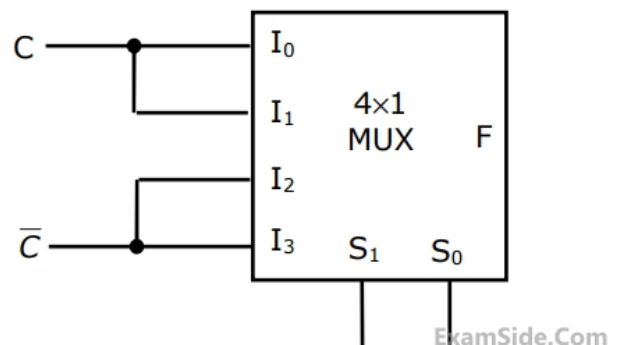 C
I₀
I₁
4×1
MUX
F
I₂
C̅
I₃
S₁
S₀
ExamSide.Com